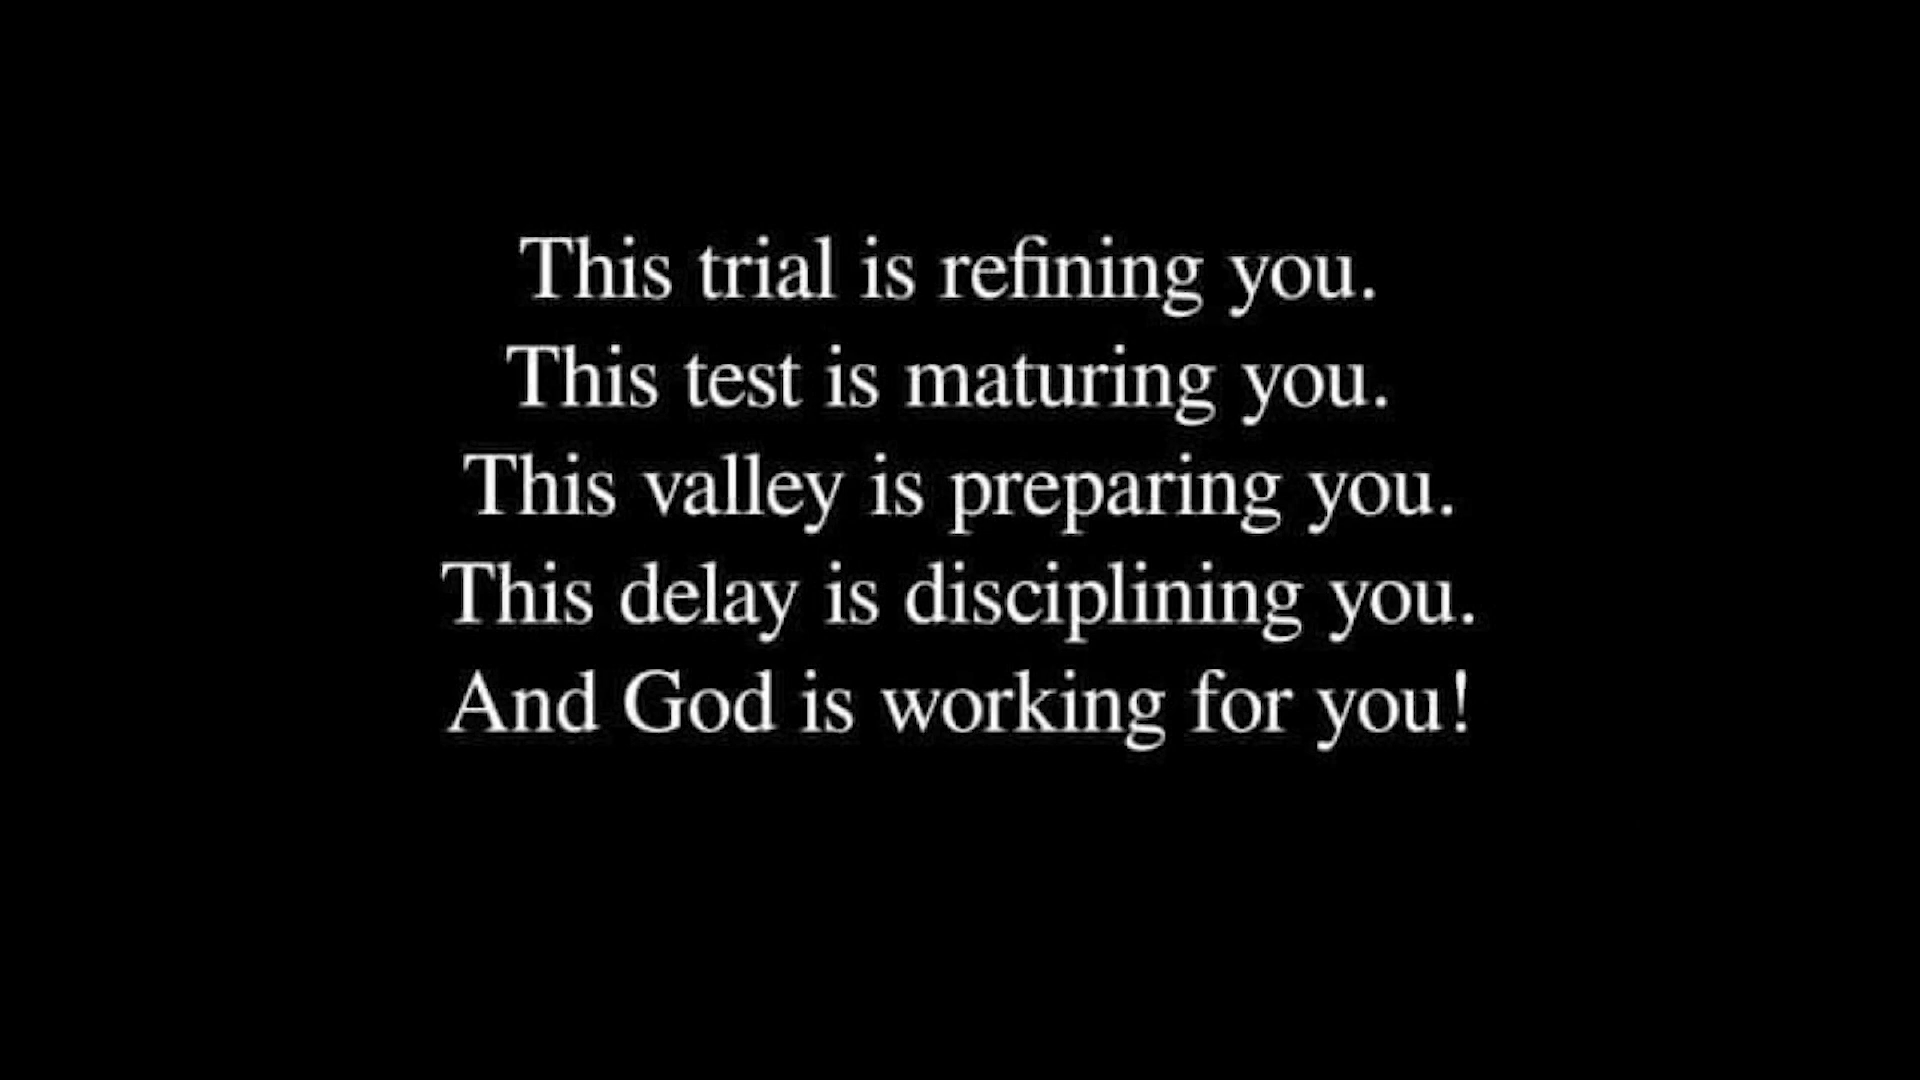 This trial is refining you.
This test is maturing you.
This valley is preparing you.
This delay is disciplining you.
And God is working for you!